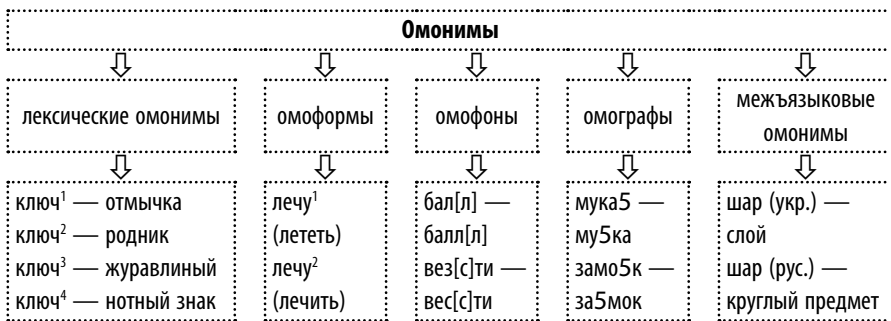 Омонимы
лексические омонимы
омоформы
омофоны
омографы
межъязыковые
омонимы
ключ¹ — отмычка
ключ² — родник
ключ³ — журавлиный
ключ⁴ — нотный знак
лечу¹
(лететь)
лечу²
(лечить)
бал[л] —
балл[л]
вез[с]ти —
вес[с]ти
мука5 —
му5ка
замо5к —
за5мок
шар (укр.) —
слой
шар (рус.) —
круглый предмет